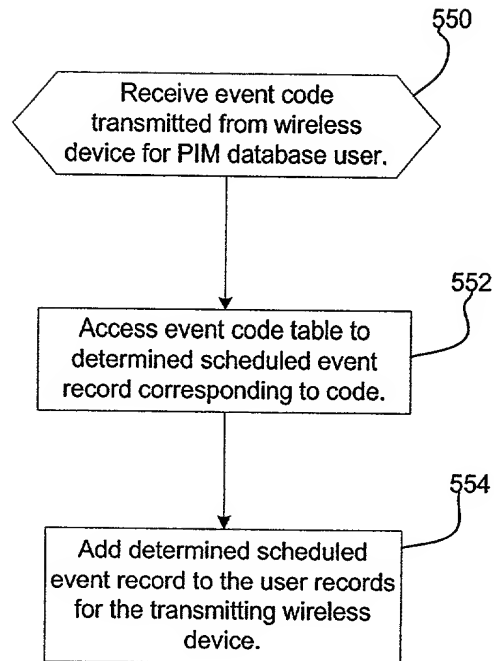 550
Receive event code
transmitted from wireless
device for PIM database user.
552
Access event code table to
determined scheduled event
record corresponding to code.
554
Add determined scheduled
event record to the user records
for the transmitting wireless
device.